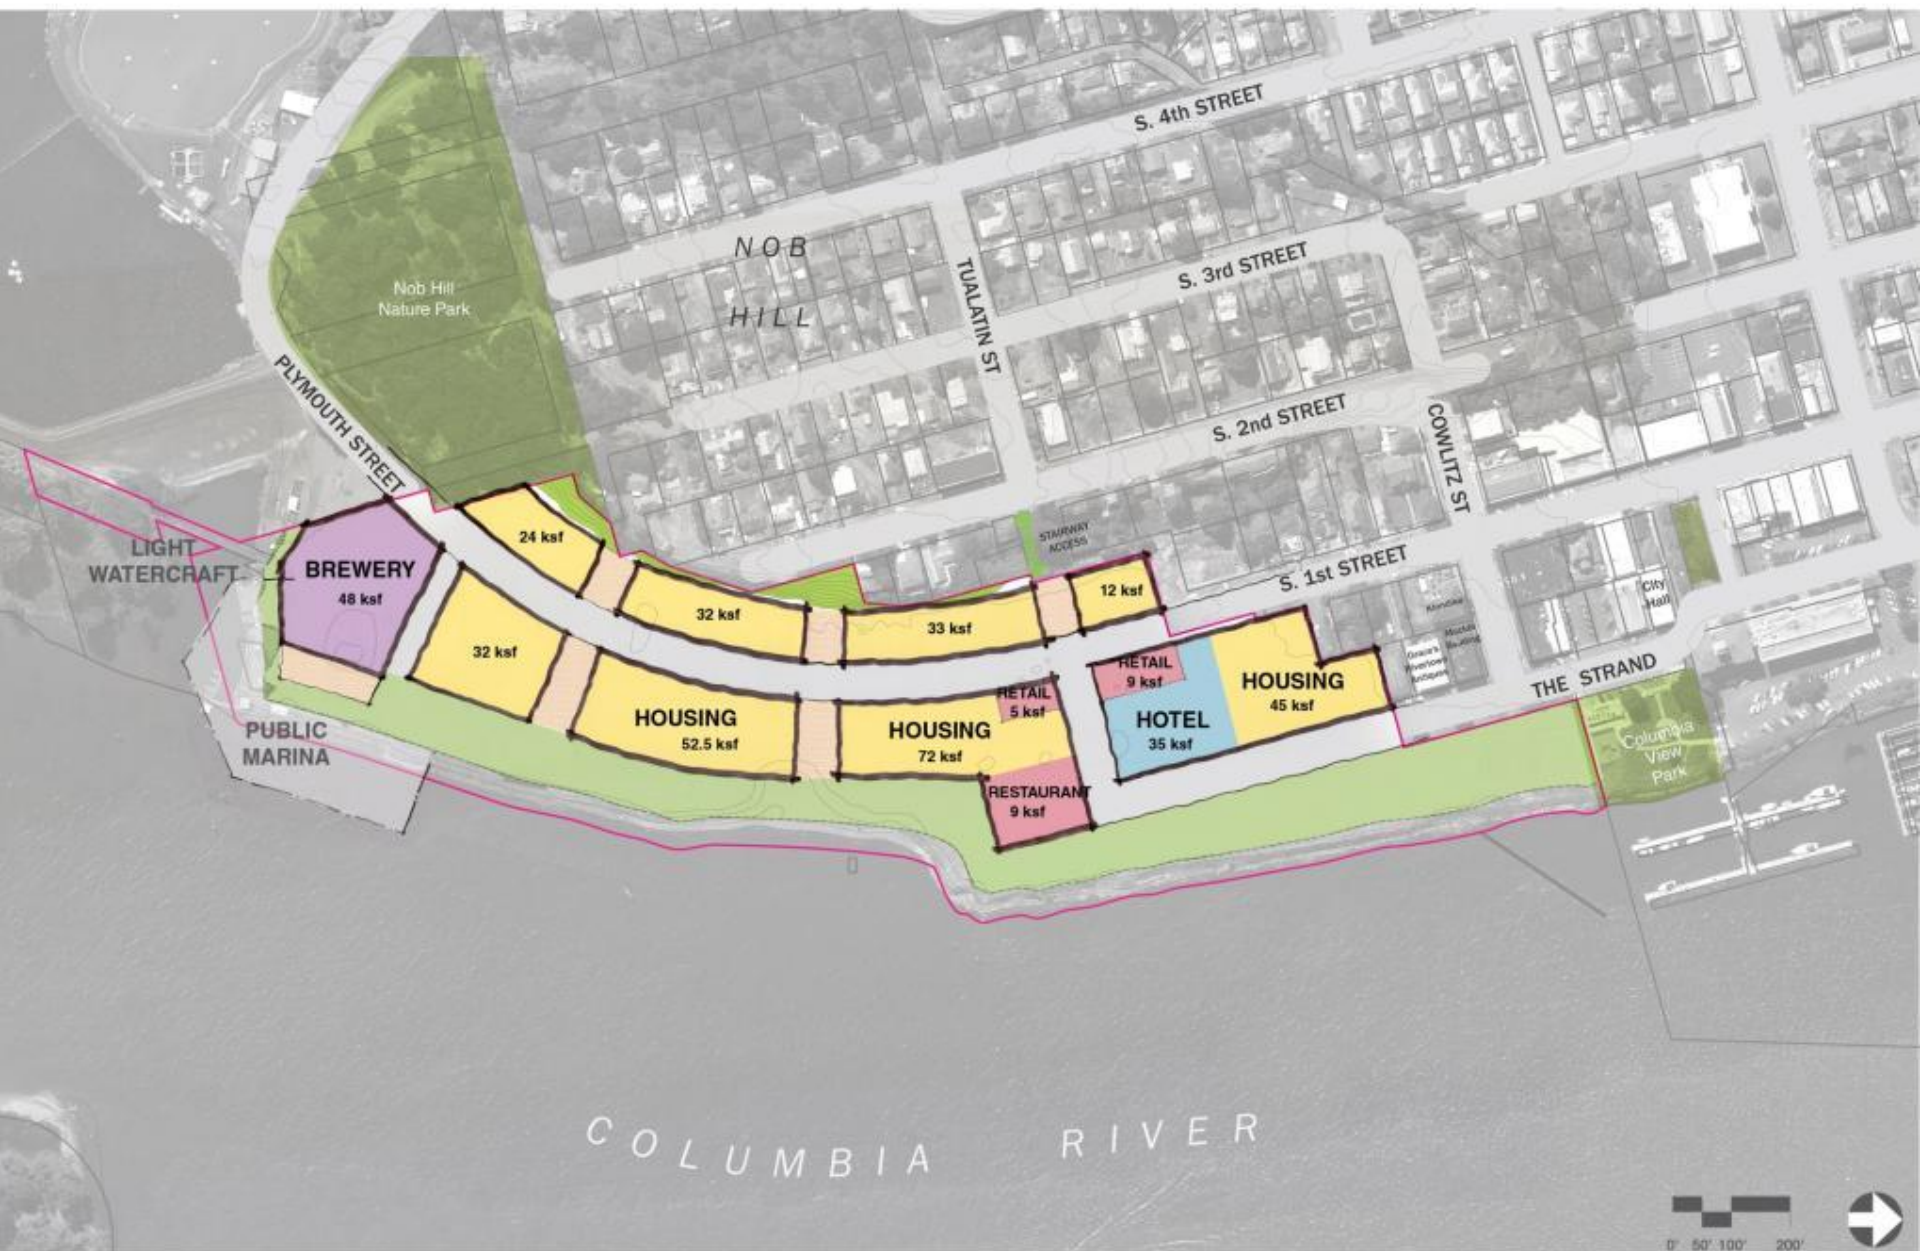 S. 4th STREET
NOB
HILL
S. 3rd STREET
TUALATIN ST
Nob Hill
Nature Park
PLYMOUTH STREET
S. 2nd STREET
COWLITZ ST
STAIRWAY
ACCESS
S. 1st STREET
City
Hall
LIGHT
WATERCRAFT
BREWERY
48 ksf
24 ksf
32 ksf
33 ksf
12 ksf
32 ksf
RETAIL
9 ksf
HOUSING
45 ksf
Grace's
Riverfront
Antiques
THE STRAND
HOTEL
35 ksf
RETAIL
5 ksf
HOUSING
52.5 ksf
HOUSING
72 ksf
PUBLIC
MARINA
Columbia
View
Park
RESTAURANT
9 ksf
COLUMBIA RIVER
0' 50' 100' 200'